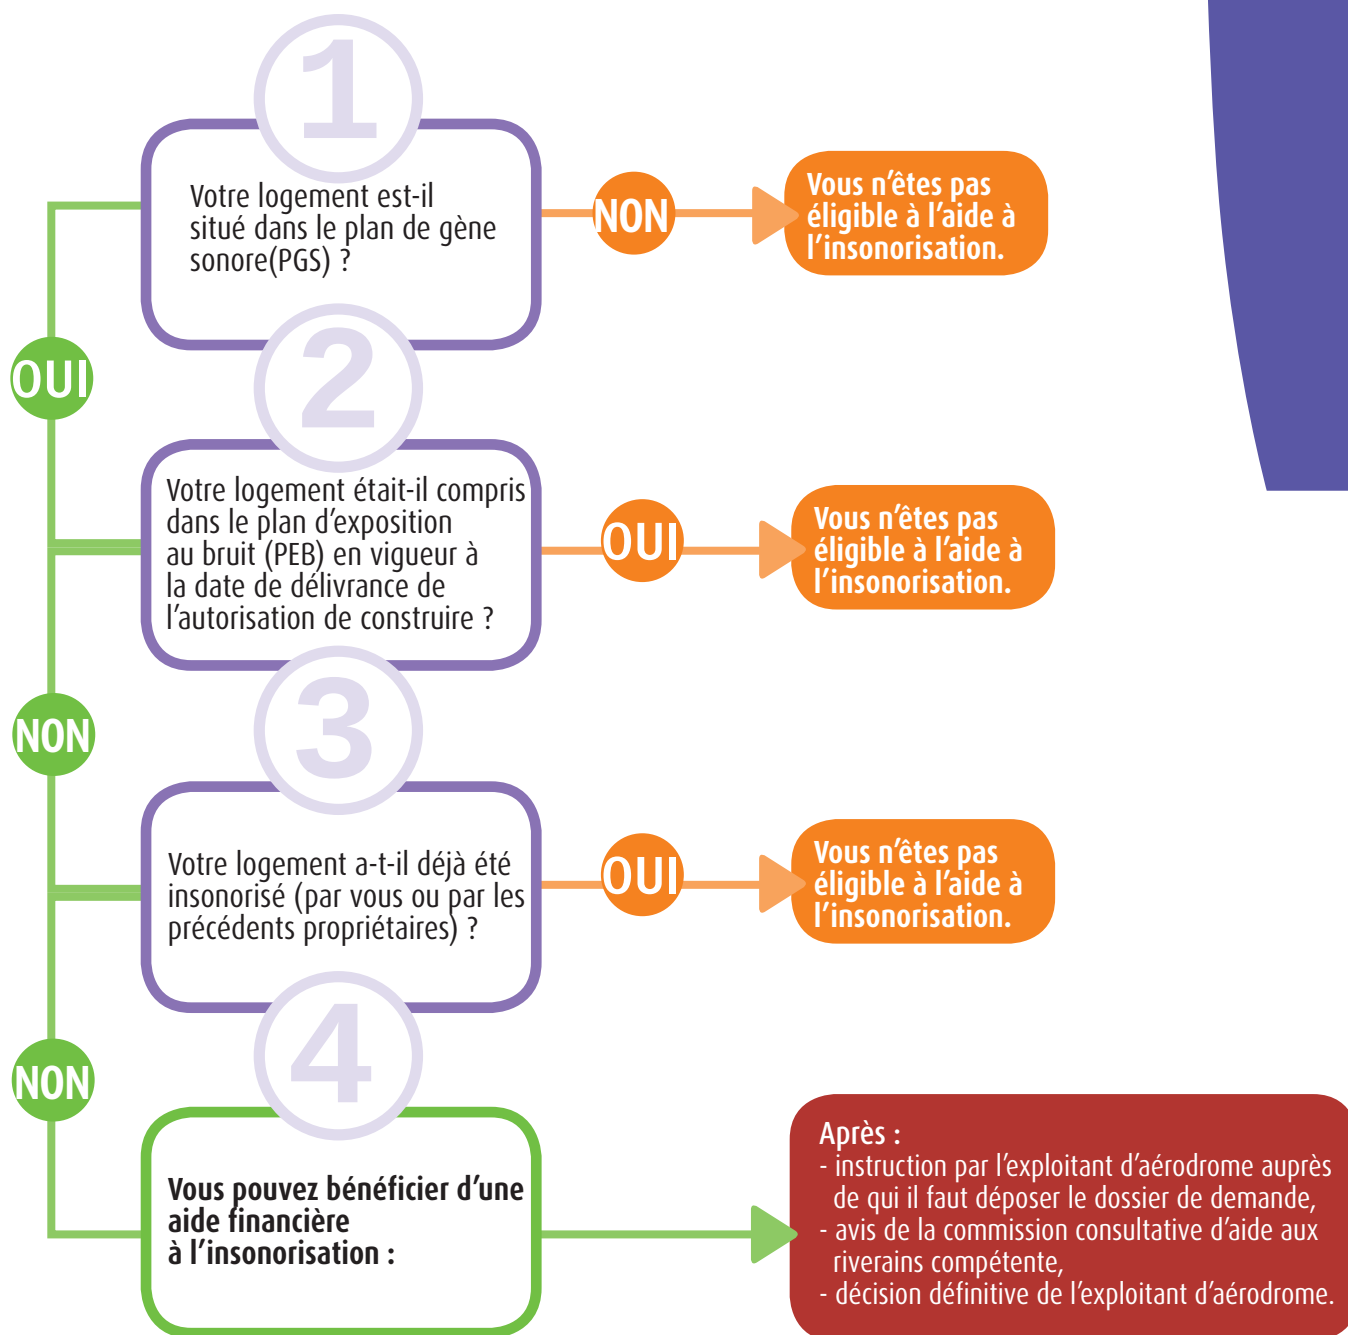 1
Votre logement est-il
situé dans le plan de gène
sonore(PGS) ?
NON
Vous n’êtes pas
éligible à l’aide à
l’insonorisation.
OUI
2
Votre logement était-il compris
dans le plan d’exposition
au bruit (PEB) en vigueur à
la date de délivrance de
l’autorisation de construire ?
OUI
Vous n’êtes pas
éligible à l’aide à
l’insonorisation.
NON
3
Votre logement a-t-il déjà été
insonorisé (par vous ou par les
précédents propriétaires) ?
OUI
Vous n’êtes pas
éligible à l’aide à
l’insonorisation.
NON
4
Vous pouvez bénéficier d’une
aide financière
à l’insonorisation :
Après :
- instruction par l’exploitant d’aérodrome auprès
de qui il faut déposer le dossier de demande,
- avis de la commission consultative d’aide aux
riverains compétente,
- décision définitive de l’exploitant d’aérodrome.